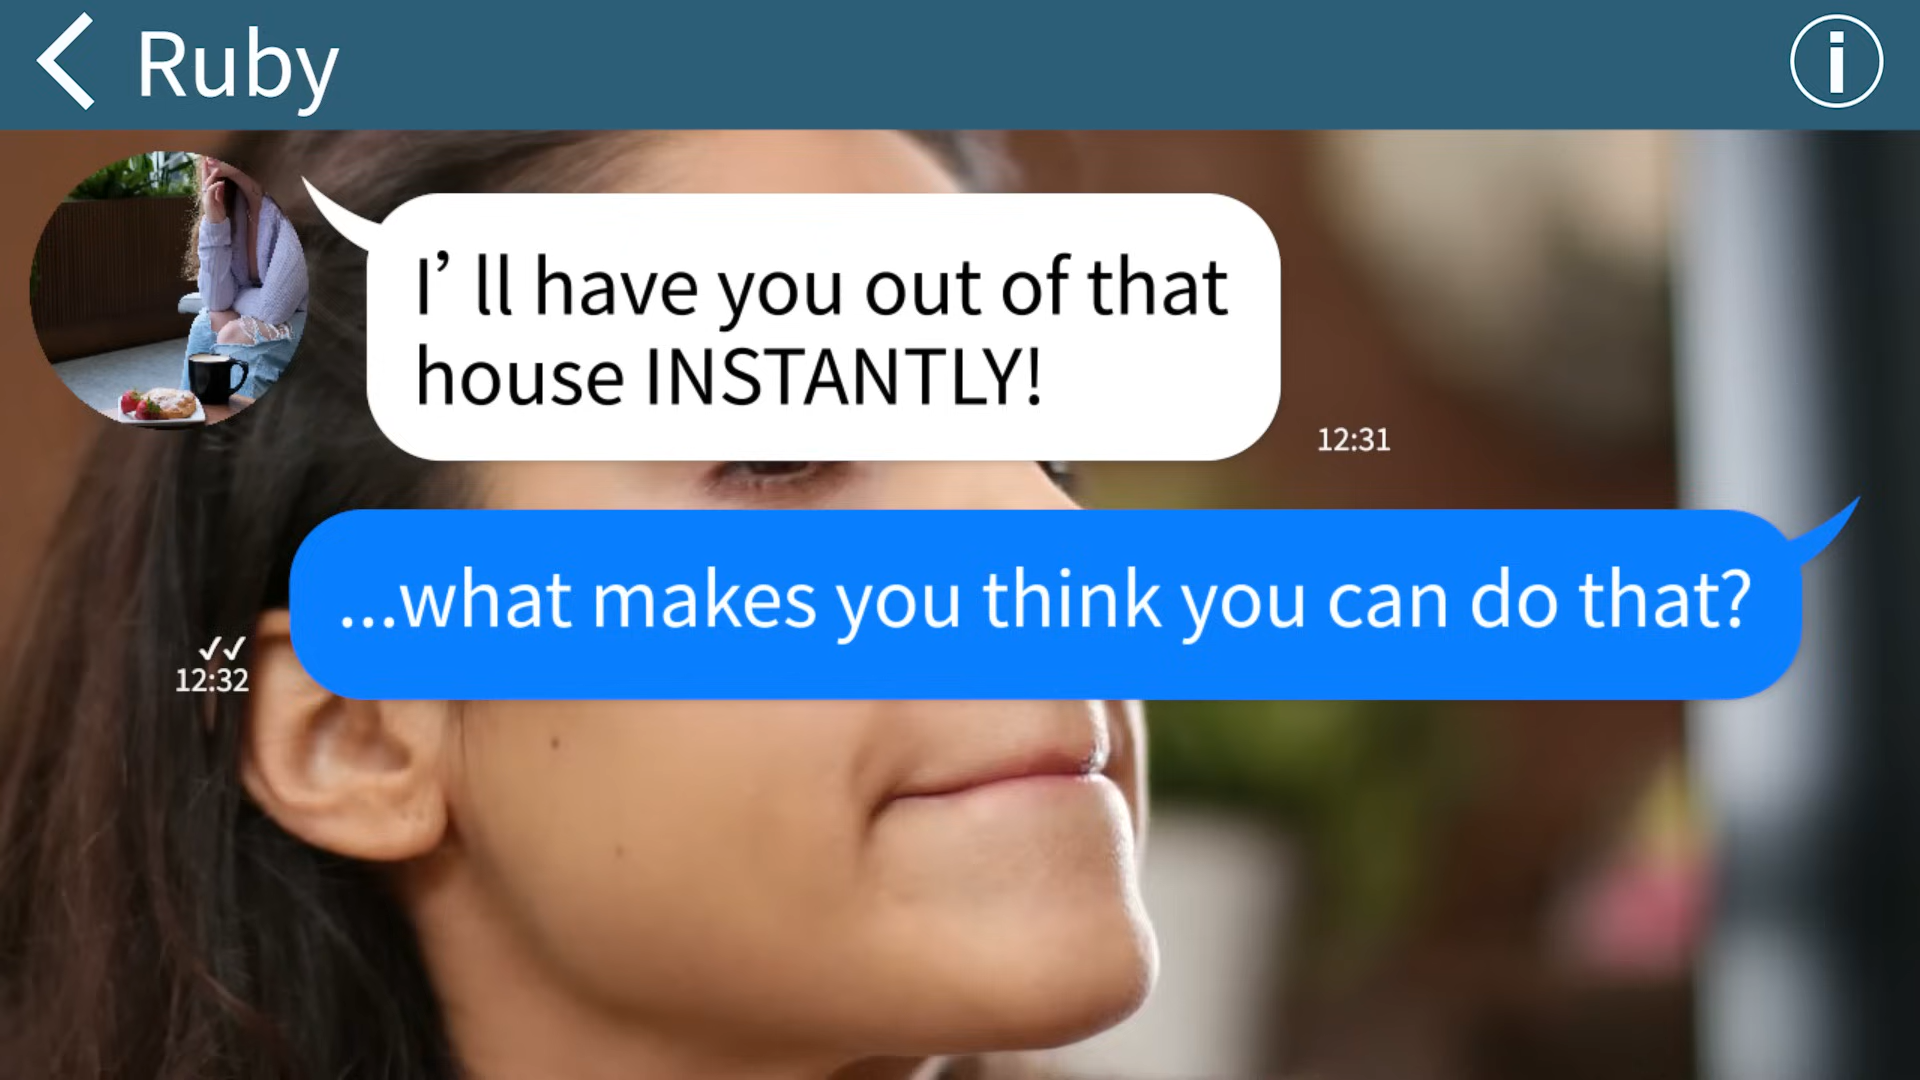 Ruby
I’ll have you out of that
house INSTANTLY!
12:31
...what makes you think you can do that?
12:32